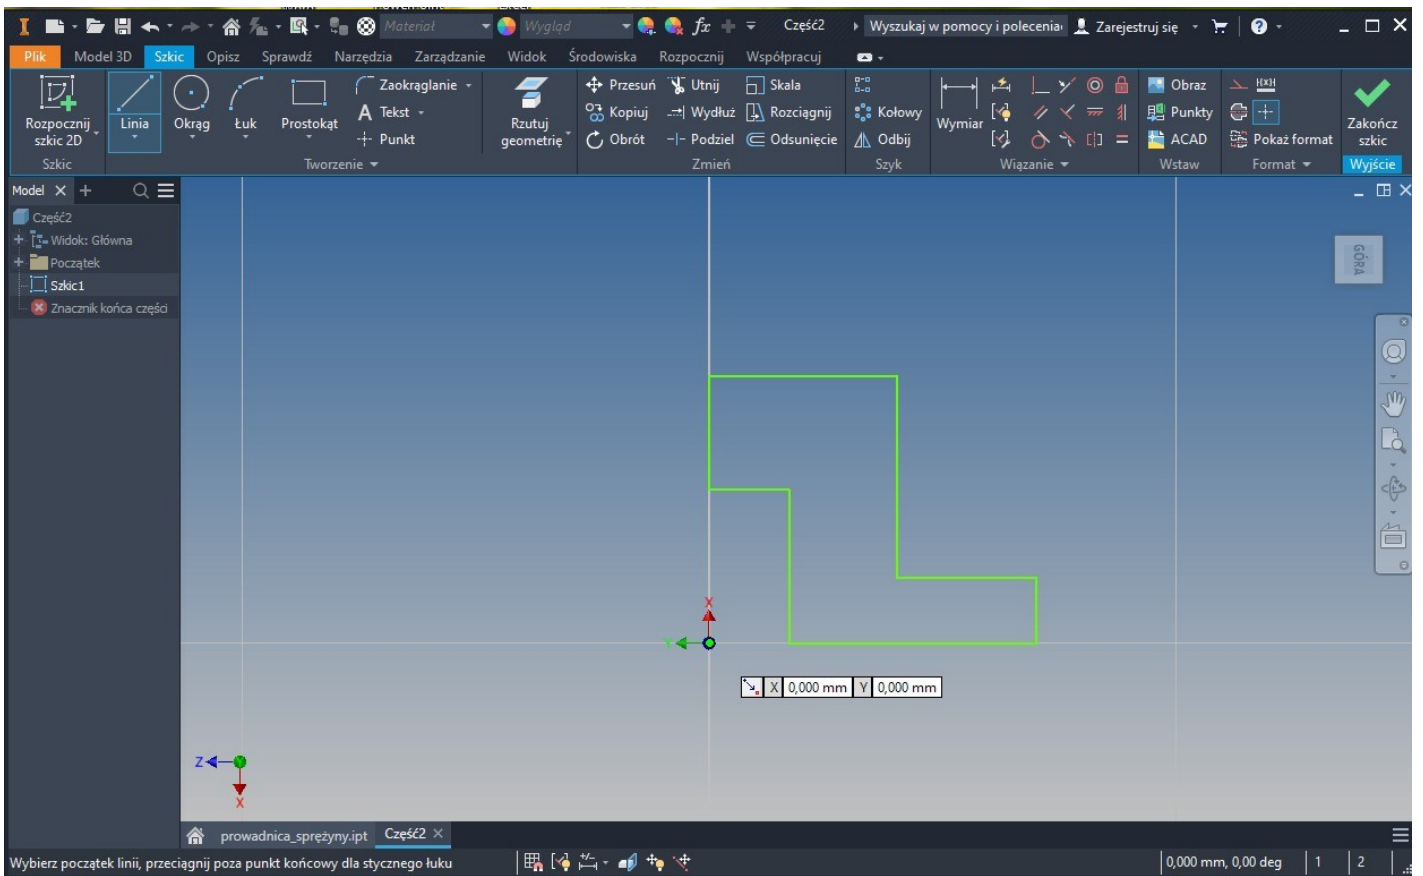 Materiał Wygląd fx Część2 Wyszukaj w pomocy i polecenia Zarejestruj się
Plik Model 3D Szkic Opisz Sprawdź Narzędzia Zarządzanie Widok Środowiska Rozpocznij Współpracuj
Rozpocznij szkic 2D
Linia
Okrąg
Łuk
Prostokąt
Zaokrąglanie
A Tekst
Punkt
Rzutuj geometrię
Przesuń Utnij Skala
Kopiuj Wydłuż Rozciągnij
Obrót Podziel Odsunięcie
Kołowy
Odbij
Wymiar
Obraz
Punkty
ACAD
Pokaż format
Zakończ szkic
Szkic Tworzenie Zmień Szyk Wiązanie Wstaw Format Wyjście
Model
Część2
Widok: Główna
Początek
Szkic1
Znacznik końca części
GÓRA
X
Y
X 0,000 mm Y 0,000 mm
Z
Y
X
prowadnica_sprężyny.ipt Część2
Wybierz początek linii, przeciągnij poza punkt końcowy dla stycznego łuku 0,000 mm, 0,00 deg 1 2